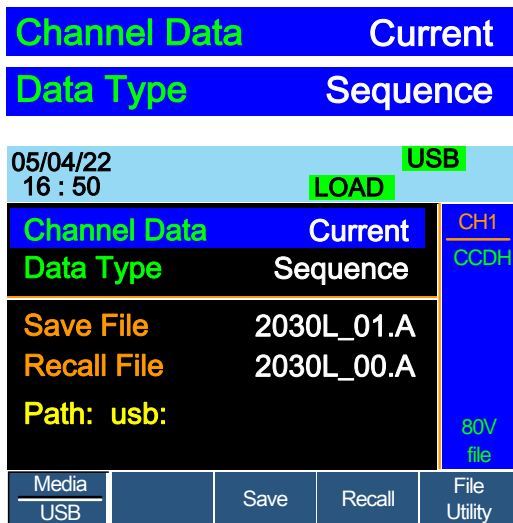 Channel Data Current
Data Type Sequence
05/04/22 USB
16 : 50 LOAD
Channel Data Current CH1
Data Type Sequence CCDH
Save File 2030L_01.A
Recall File 2030L_00.A
Path: usb: 80V
file
Media Save Recall File
USB Utility